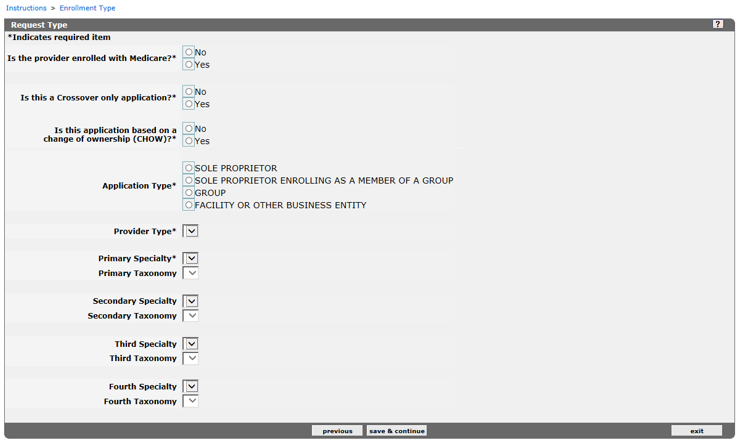 Instructions > Enrollment Type
Request Type ?
*Indicates required item
Is the provider enrolled with Medicare?*
No
Yes
Is this a Crossover only application?*
No
Yes
Is this application based on a
change of ownership (CHOW)?*
No
Yes
Application Type*
SOLE PROPRIETOR
SOLE PROPRIETOR ENROLLING AS A MEMBER OF A GROUP
GROUP
FACILITY OR OTHER BUSINESS ENTITY
Provider Type*
Primary Specialty*
Primary Taxonomy
Secondary Specialty
Secondary Taxonomy
Third Specialty
Third Taxonomy
Fourth Specialty
Fourth Taxonomy
previous save & continue exit